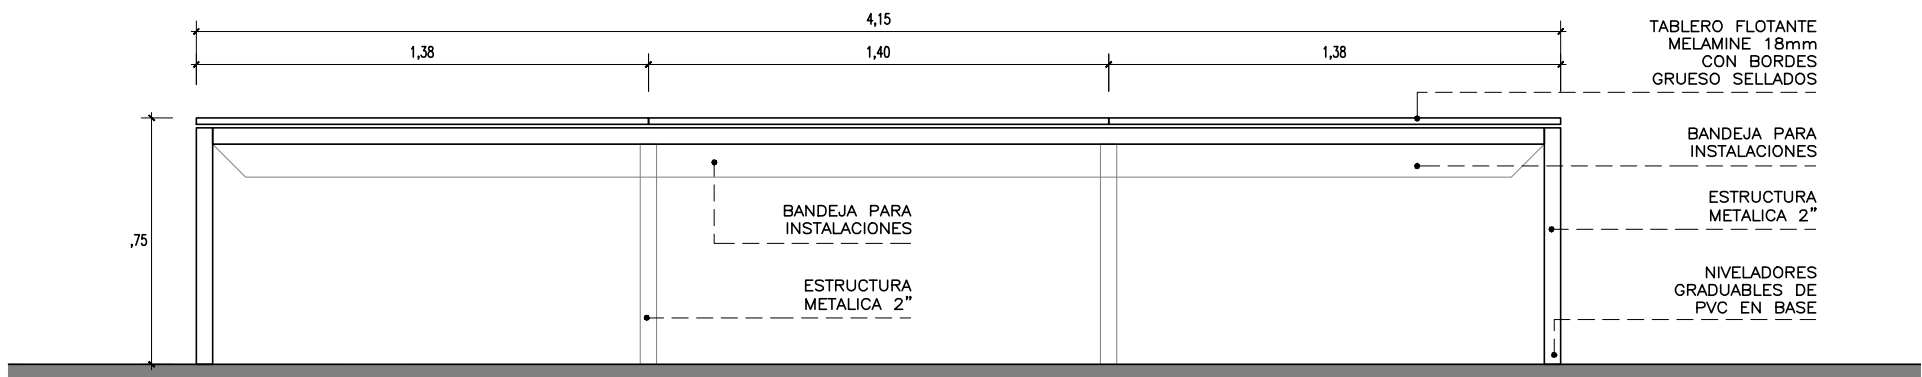 4,15
1,38
1,40
1,38
TABLERO FLOTANTE
MELAMINE 18mm
CON BORDES
GRUESO SELLADOS
BANDEJA PARA
INSTALACIONES
ESTRUCTURA
METALICA 2"
NIVELADORES
GRADUABLES DE
PVC EN BASE
,75
BANDEJA PARA
INSTALACIONES
ESTRUCTURA
METALICA 2"